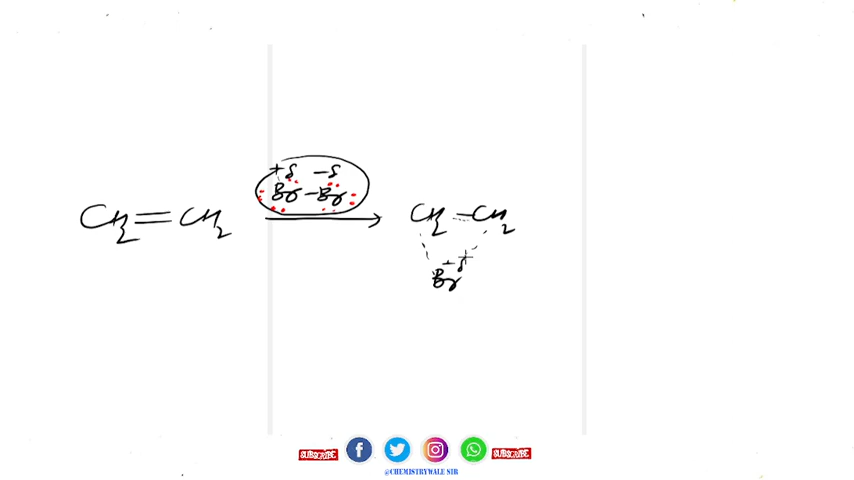 +δ −δ
Br–Br
CH2=CH2
CH2–CH2
+δ
Br
SUBSCRIBE SUBSCRIBE
@CHEMISTRYWALE SIR